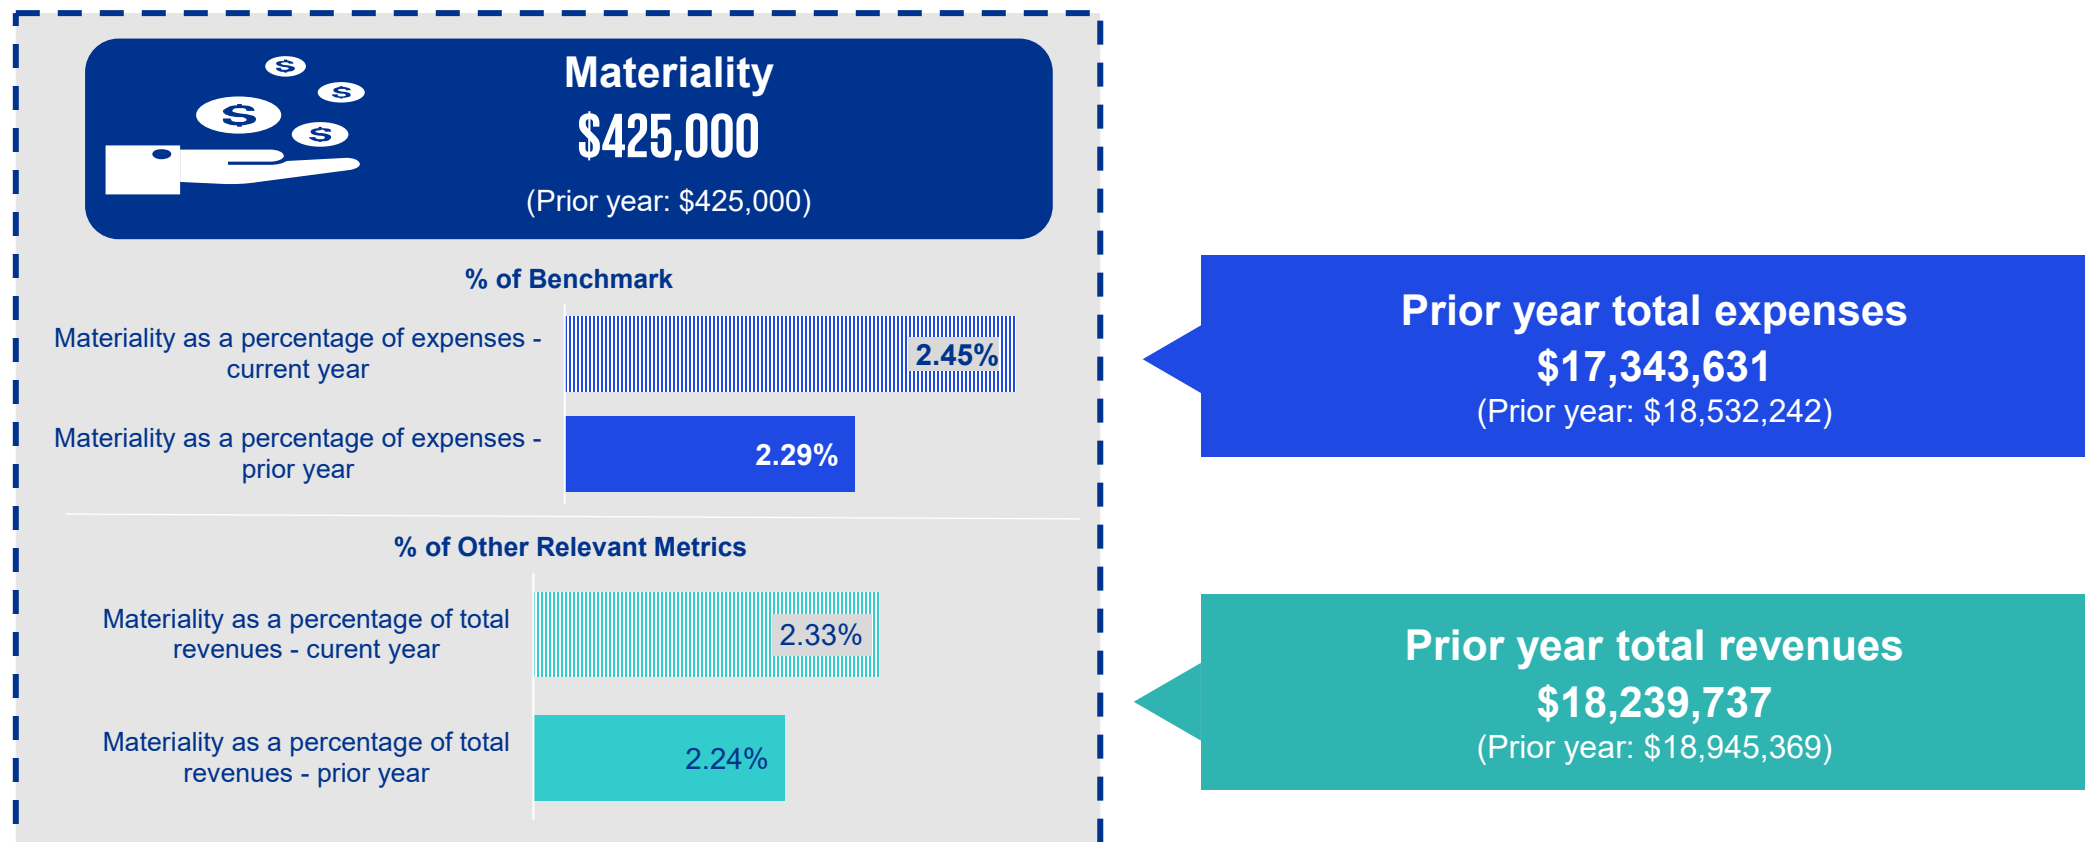 $
$
$
$
Materiality
$425,000
(Prior year: $425,000)
% of Benchmark
Materiality as a percentage of expenses -
current year
2.45%
Materiality as a percentage of expenses -
prior year
2.29%
% of Other Relevant Metrics
Materiality as a percentage of total
revenues - curent year
2.33%
Materiality as a percentage of total
revenues - prior year
2.24%
Prior year total expenses
$17,343,631
(Prior year: $18,532,242)
Prior year total revenues
$18,239,737
(Prior year: $18,945,369)